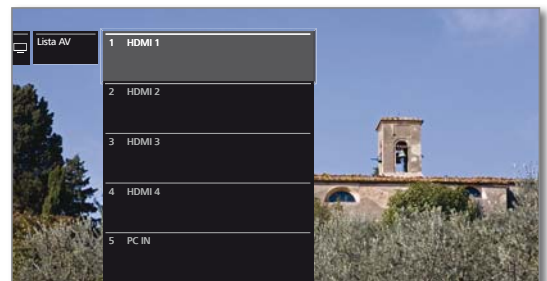 Lista AV
1 HDMI 1
2 HDMI 2
3 HDMI 3
4 HDMI 4
5 PC IN